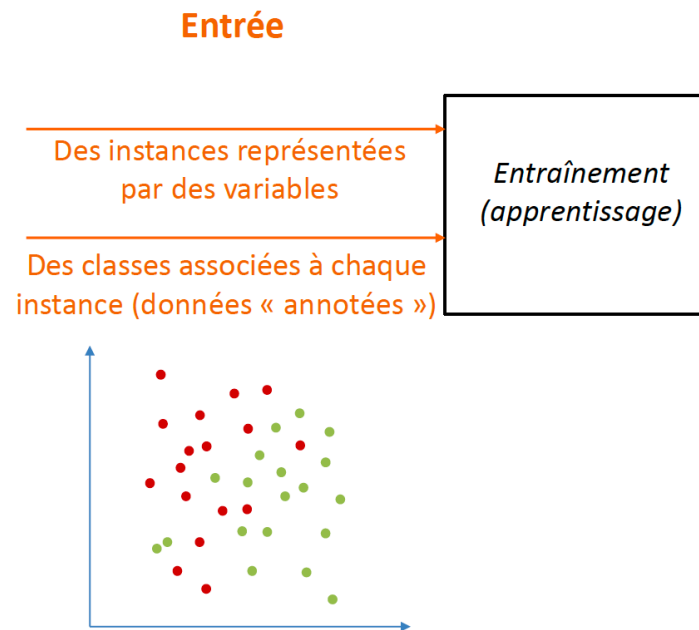 Entrée
Des instances représentées
par des variables
Entraînement
(apprentissage)
Des classes associées à chaque
instance (données « annotées »)